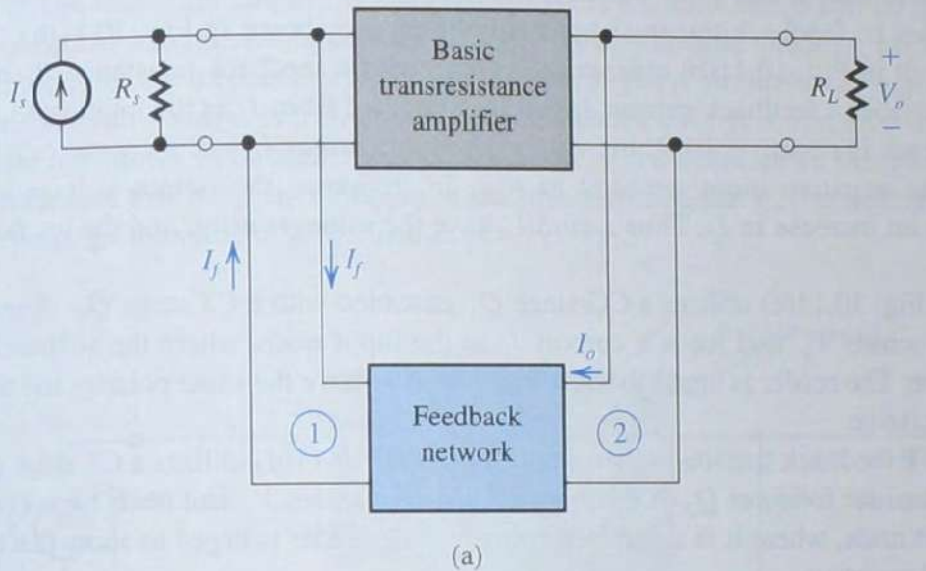 Basic
transresistance
amplifier
I_s
R_s
R_L
+
V_o
−
I_f
I_f
I_o
1
Feedback
network
2
(a)